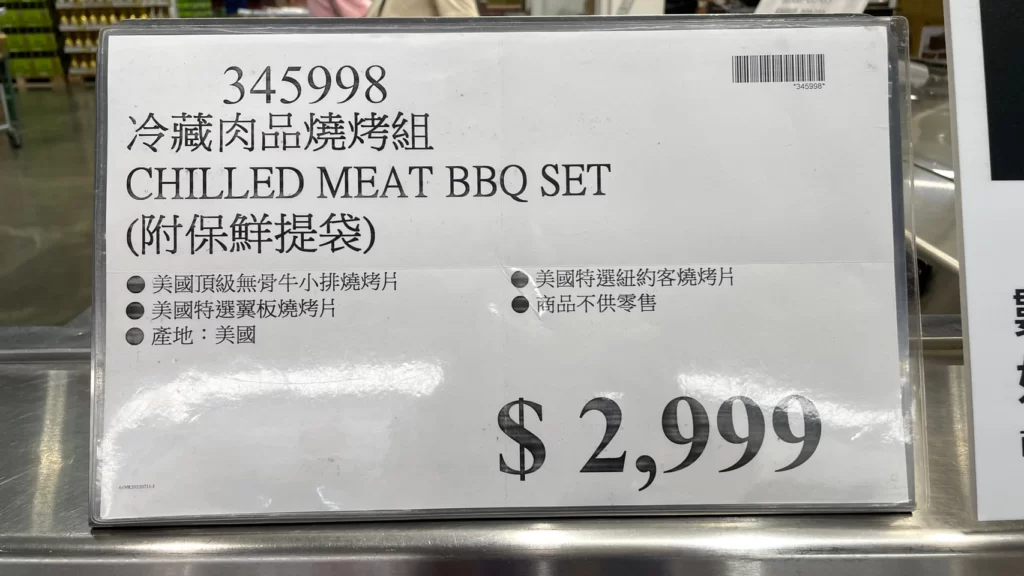 345998
*345998*
冷藏肉品燒烤組
CHILLED MEAT BBQ SET
(附保鮮提袋)
●美國頂級無骨牛小排燒烤片
●美國特選紐約客燒烤片
●美國特選翼板燒烤片
●商品不供零售
●產地：美國
$ 2,999